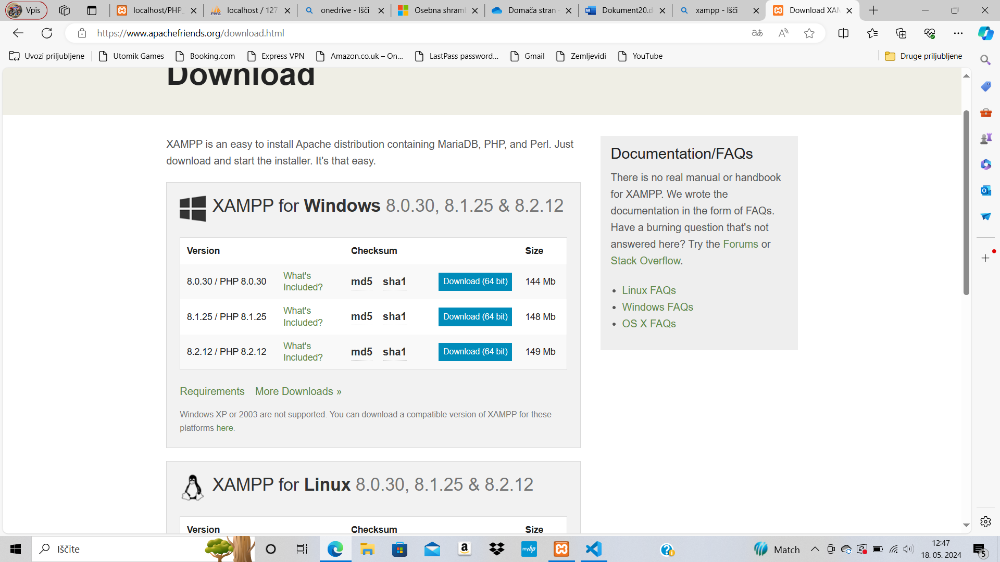 Vpis
localhost/PHP_
localhost / 127
onedrive - Išči
Osebna shraml
Domača stran -
Dokument20.d
xampp - Išči
Download XAM
https://www.apachefriends.org/download.html
aあ
Uvozi priljubljene
Utomik Games
Booking.com
Express VPN
Amazon.co.uk – On...
LastPass password...
Gmail
Zemljevidi
YouTube
Druge priljubljene
Download
XAMPP is an easy to install Apache distribution containing MariaDB, PHP, and Perl. Just
download and start the installer. It's that easy.
XAMPP for Windows 8.0.30, 8.1.25 & 8.2.12
Version Checksum Size
8.0.30 / PHP 8.0.30 What's Included? md5 sha1 Download (64 bit) 144 Mb
8.1.25 / PHP 8.1.25 What's Included? md5 sha1 Download (64 bit) 148 Mb
8.2.12 / PHP 8.2.12 What's Included? md5 sha1 Download (64 bit) 149 Mb
Requirements More Downloads »
Windows XP or 2003 are not supported. You can download a compatible version of XAMPP for these
platforms here.
XAMPP for Linux 8.0.30, 8.1.25 & 8.2.12
Version Checksum Size
Documentation/FAQs
There is no real manual or handbook
for XAMPP. We wrote the
documentation in the form of FAQs.
Have a burning question that's not
answered here? Try the Forums or
Stack Overflow.
• Linux FAQs
• Windows FAQs
• OS X FAQs
Iščite
Match
12:47
18. 05. 2024
5